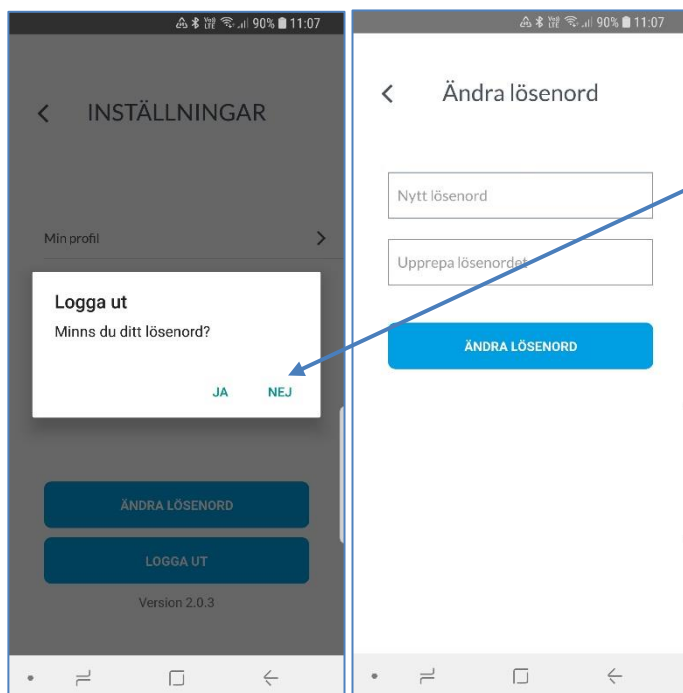 90% 11:07
INSTÄLLNINGAR
Min profil
Logga ut
Minns du ditt lösenord?
JA NEJ
ÄNDRA LÖSENORD
LOGGA UT
Version 2.0.3
90% 11:07
Ändra lösenord
Nytt lösenord
Upprepa lösenordet
ÄNDRA LÖSENORD